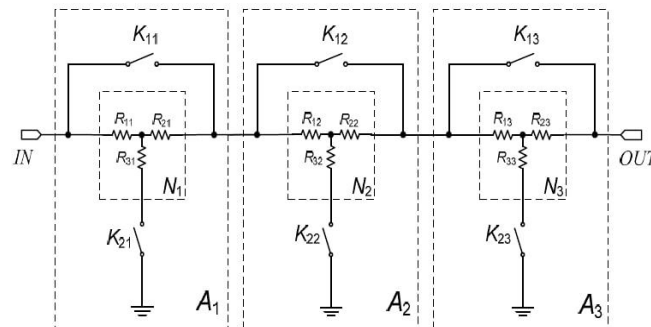 K11 K12 K13
R11 R21 R12 R22 R13 R23
IN OUT
R31 R32 R33
N1 N2 N3
K21 K22 K23
A1 A2 A3